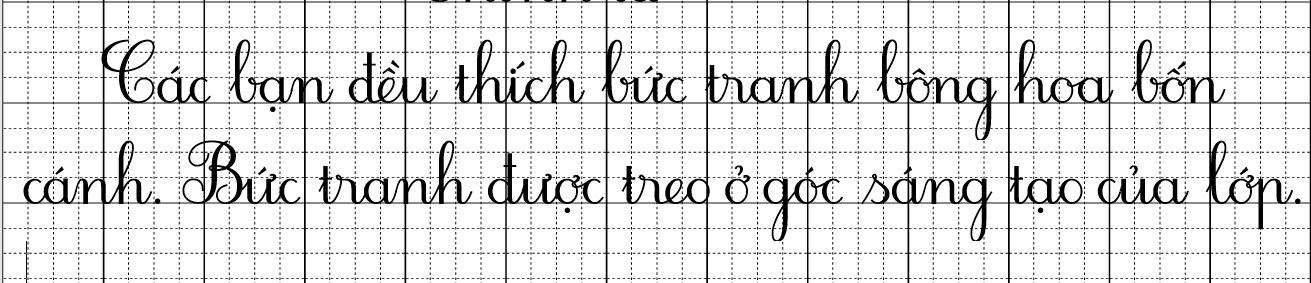 Các bạn đều thích bức tranh bông hoa bốn
cánh. Bức tranh được treo ở góc sáng tạo của lớp.